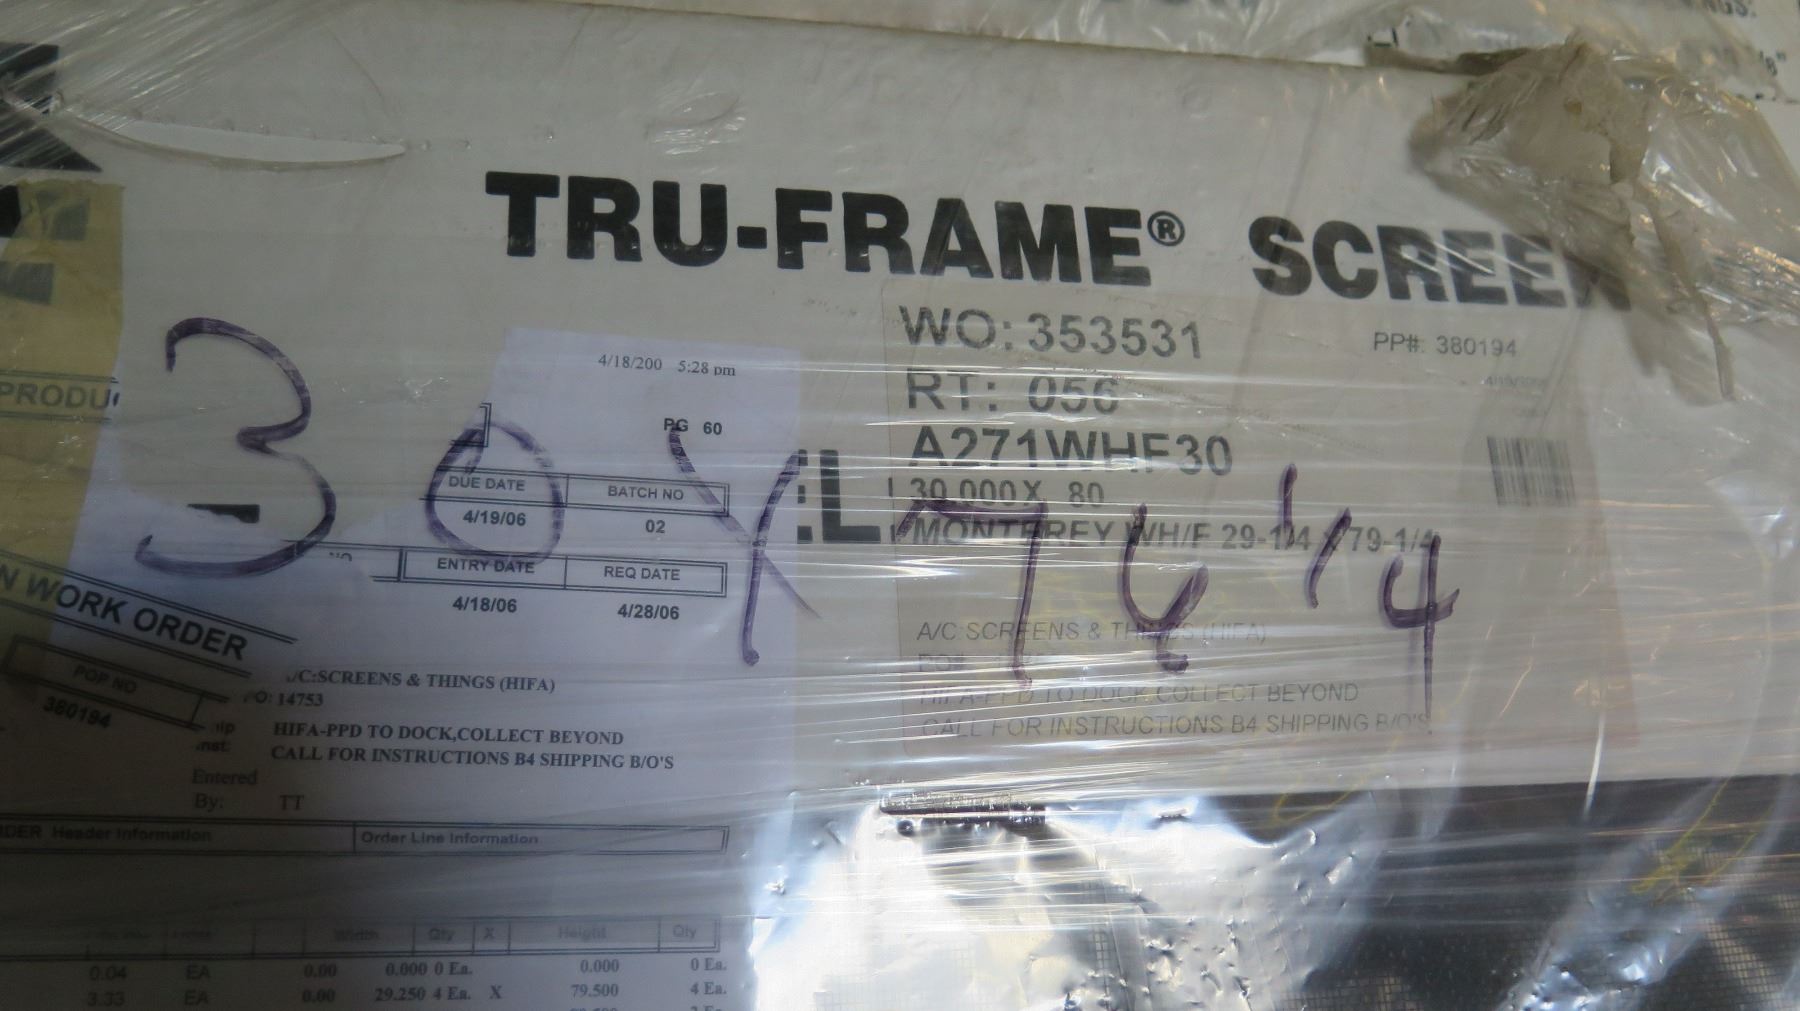 TRU-FRAME® SCREEN
WO: 353531
PP#: 380194
RT: 056
A271WHF30
30.000X 80
MONTEREY WH/F 29-1/4 X 79-1/4
A/C:SCREENS & THINGS (HIFA)
HIFA-PPD TO DOCK,COLLECT BEYOND
CALL FOR INSTRUCTIONS B4 SHIPPING B/O'S
30 X 76 1/4
4/18/200 5:28 pm
PG 60
DUE DATE BATCH NO
4/19/06 02
ENTRY DATE REQ DATE
4/18/06 4/28/06
PRODU
N WORK ORDER
POP NO
380194
/C:SCREENS & THINGS (HIFA)
O: 14753
HIFA-PPD TO DOCK,COLLECT BEYOND
CALL FOR INSTRUCTIONS B4 SHIPPING B/O'S
Entered
By: TT
DER Header Information Order Line Information
Width Qty X Height Qty
0.04 EA 0.00 0.000 0 Ea. 0.000 0 Ea.
3.33 EA 0.00 29.250 4 Ea. X 79.500 4 Ea.